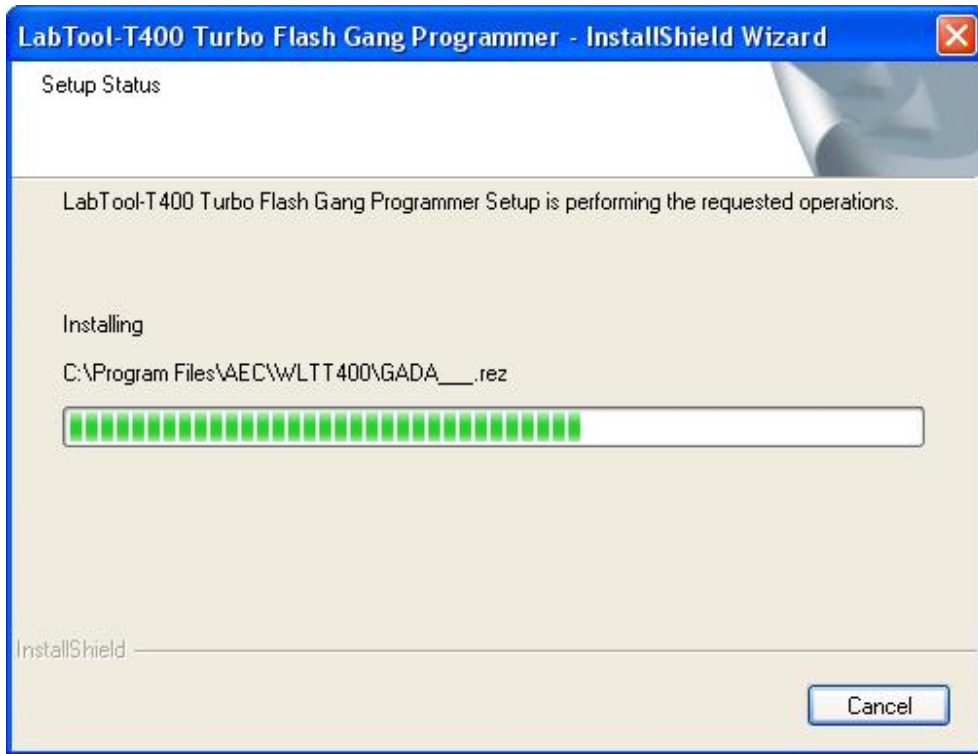 LabTool-T400 Turbo Flash Gang Programmer - InstallShield Wizard
Setup Status
LabTool-T400 Turbo Flash Gang Programmer Setup is performing the requested operations.
Installing
C:\Program Files\AEC\WLTT400\GADA___.rez
InstallShield
Cancel